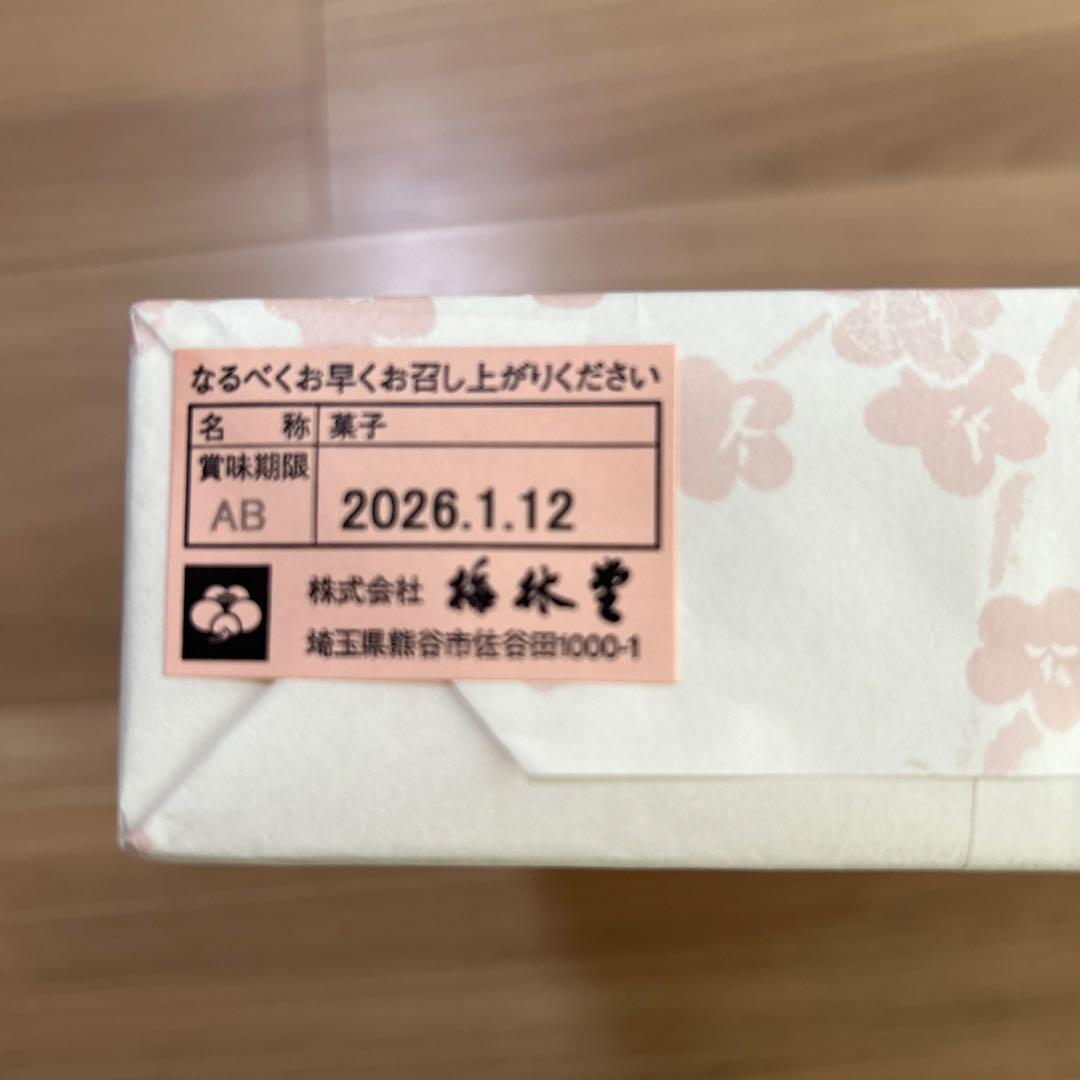 なるべくお早くお召し上がりください
名 称 菓子
賞味期限
AB 2026.1.12
株式会社 梅林堂
埼玉県熊谷市佐谷田1000-1